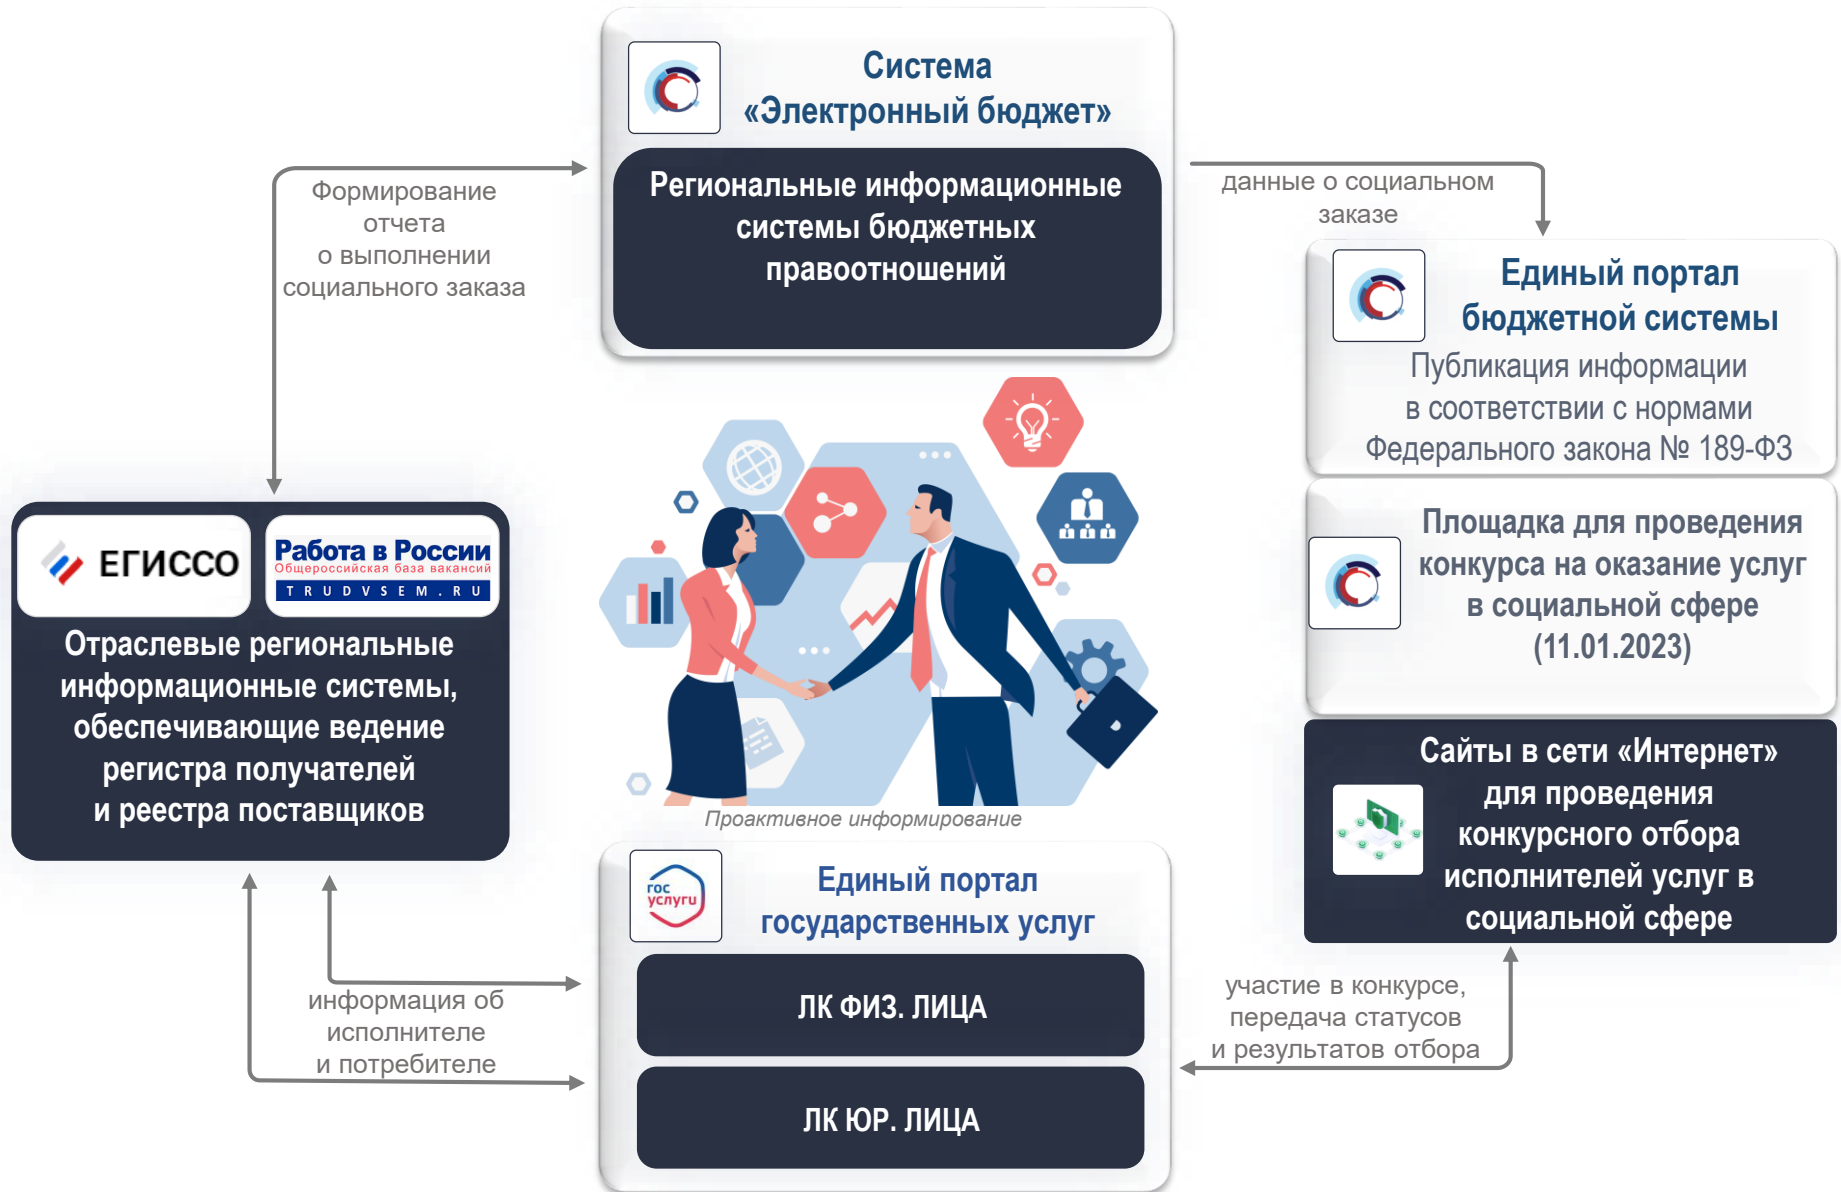 Система
«Электронный бюджет»
Региональные информационные
системы бюджетных
правоотношений
Формирование
отчета
о выполнении
социального заказа
данные о социальном
заказе
Единый портал
бюджетной системы
Публикация информации
в соответствии с нормами
Федерального закона № 189-ФЗ
Площадка для проведения
конкурса на оказание услуг
в социальной сфере
(11.01.2023)
Сайты в сети «Интернет»
для проведения
конкурсного отбора
исполнителей услуг в
социальной сфере
ЕГИССО
Работа в России
Общероссийская база вакансий
TRUDVSEM.RU
Отраслевые региональные
информационные системы,
обеспечивающие ведение
регистра получателей
и реестра поставщиков
Проактивное информирование
гос
услуги
Единый портал
государственных услуг
ЛК ФИЗ. ЛИЦА
ЛК ЮР. ЛИЦА
информация об
исполнителе
и потребителе
участие в конкурсе,
передача статусов
и результатов отбора